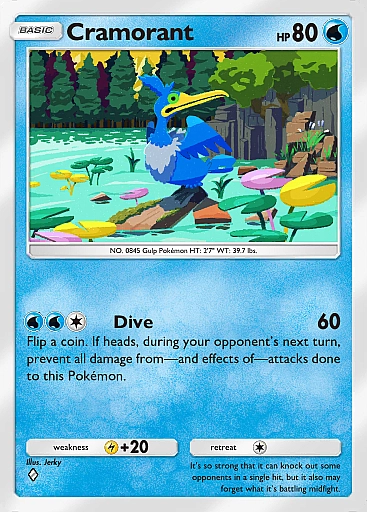 BASIC
Cramorant
HP 80
NO. 0845 Gulp Pokémon HT: 2'7" WT: 39.7 lbs.
Dive 60
Flip a coin. If heads, during your opponent's next turn,
prevent all damage from—and effects of—attacks done
to this Pokémon.
weakness +20 retreat
Illus. Jerky
It's so strong that it can knock out some
opponents in a single hit, but it also may
forget what it's battling midfight.